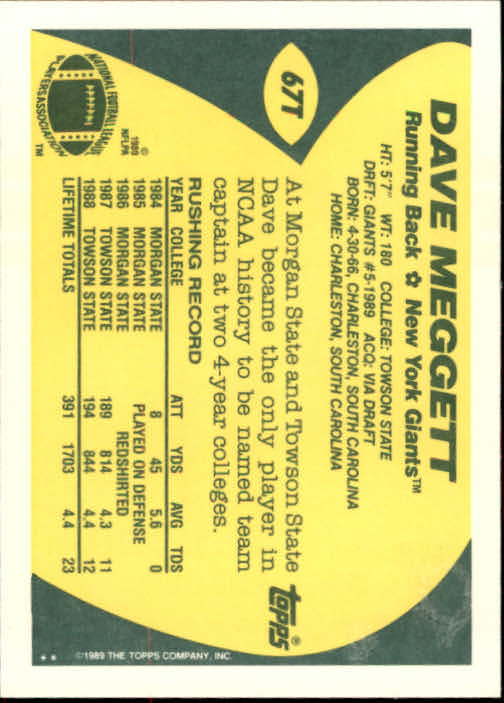 67T
DAVE MEGGETT
Running Back ✿ New York Giants™
HT: 5'7" WT: 180 COLLEGE: TOWSON STATE
DRFT: GIANTS #5-1989 ACQ: VIA DRAFT
BORN: 4-30-66, CHARLESTON, SOUTH CAROLINA
HOME: CHARLESTON, SOUTH CAROLINA
At Morgan State and Towson State
Dave became the only player in
NCAA history to be named team
captain at two 4-year colleges.
RUSHING RECORD
YEAR COLLEGE ATT YDS AVG TDS
1984 MORGAN STATE 8 45 5.6 0
1985 MORGAN STATE PLAYED ON DEFENSE
1986 MORGAN STATE REDSHIRTED
1987 TOWSON STATE 189 814 4.3 11
1988 TOWSON STATE 194 844 4.4 12
LIFETIME TOTALS 391 1703 4.4 23
NATIONAL FOOTBALL LEAGUE
PLAYERS ASSOCIATION
™
©
1989
NFLPA
topps®
** ©1989 THE TOPPS COMPANY, INC.